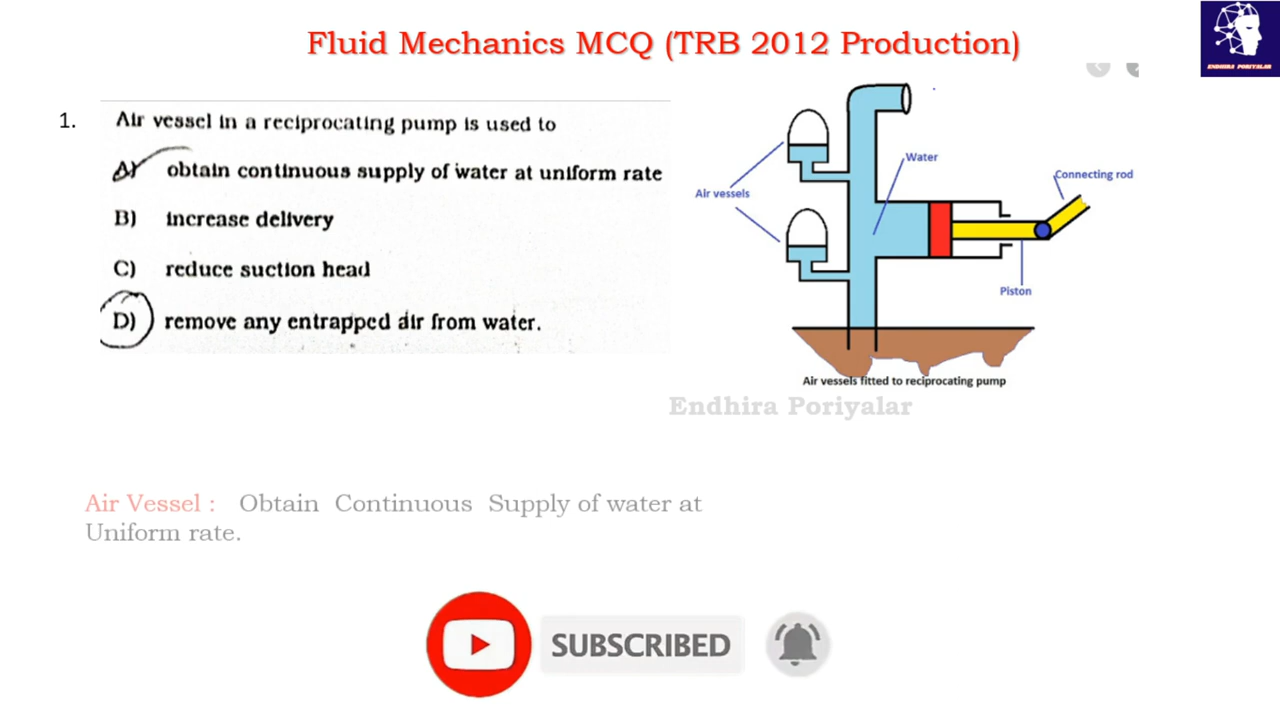 Fluid Mechanics MCQ (TRB 2012 Production)
ENDHIRA PORIYALAR
1. Air vessel in a reciprocating pump is used to
A) obtain continuous supply of water at uniform rate
B) increase delivery
C) reduce suction head
D) remove any entrapped air from water.
Water
Connecting rod
Air vessels
Piston
Air vessels fitted to reciprocating pump
Endhira Poriyalar
Air Vessel : Obtain Continuous Supply of water at
Uniform rate.
SUBSCRIBED